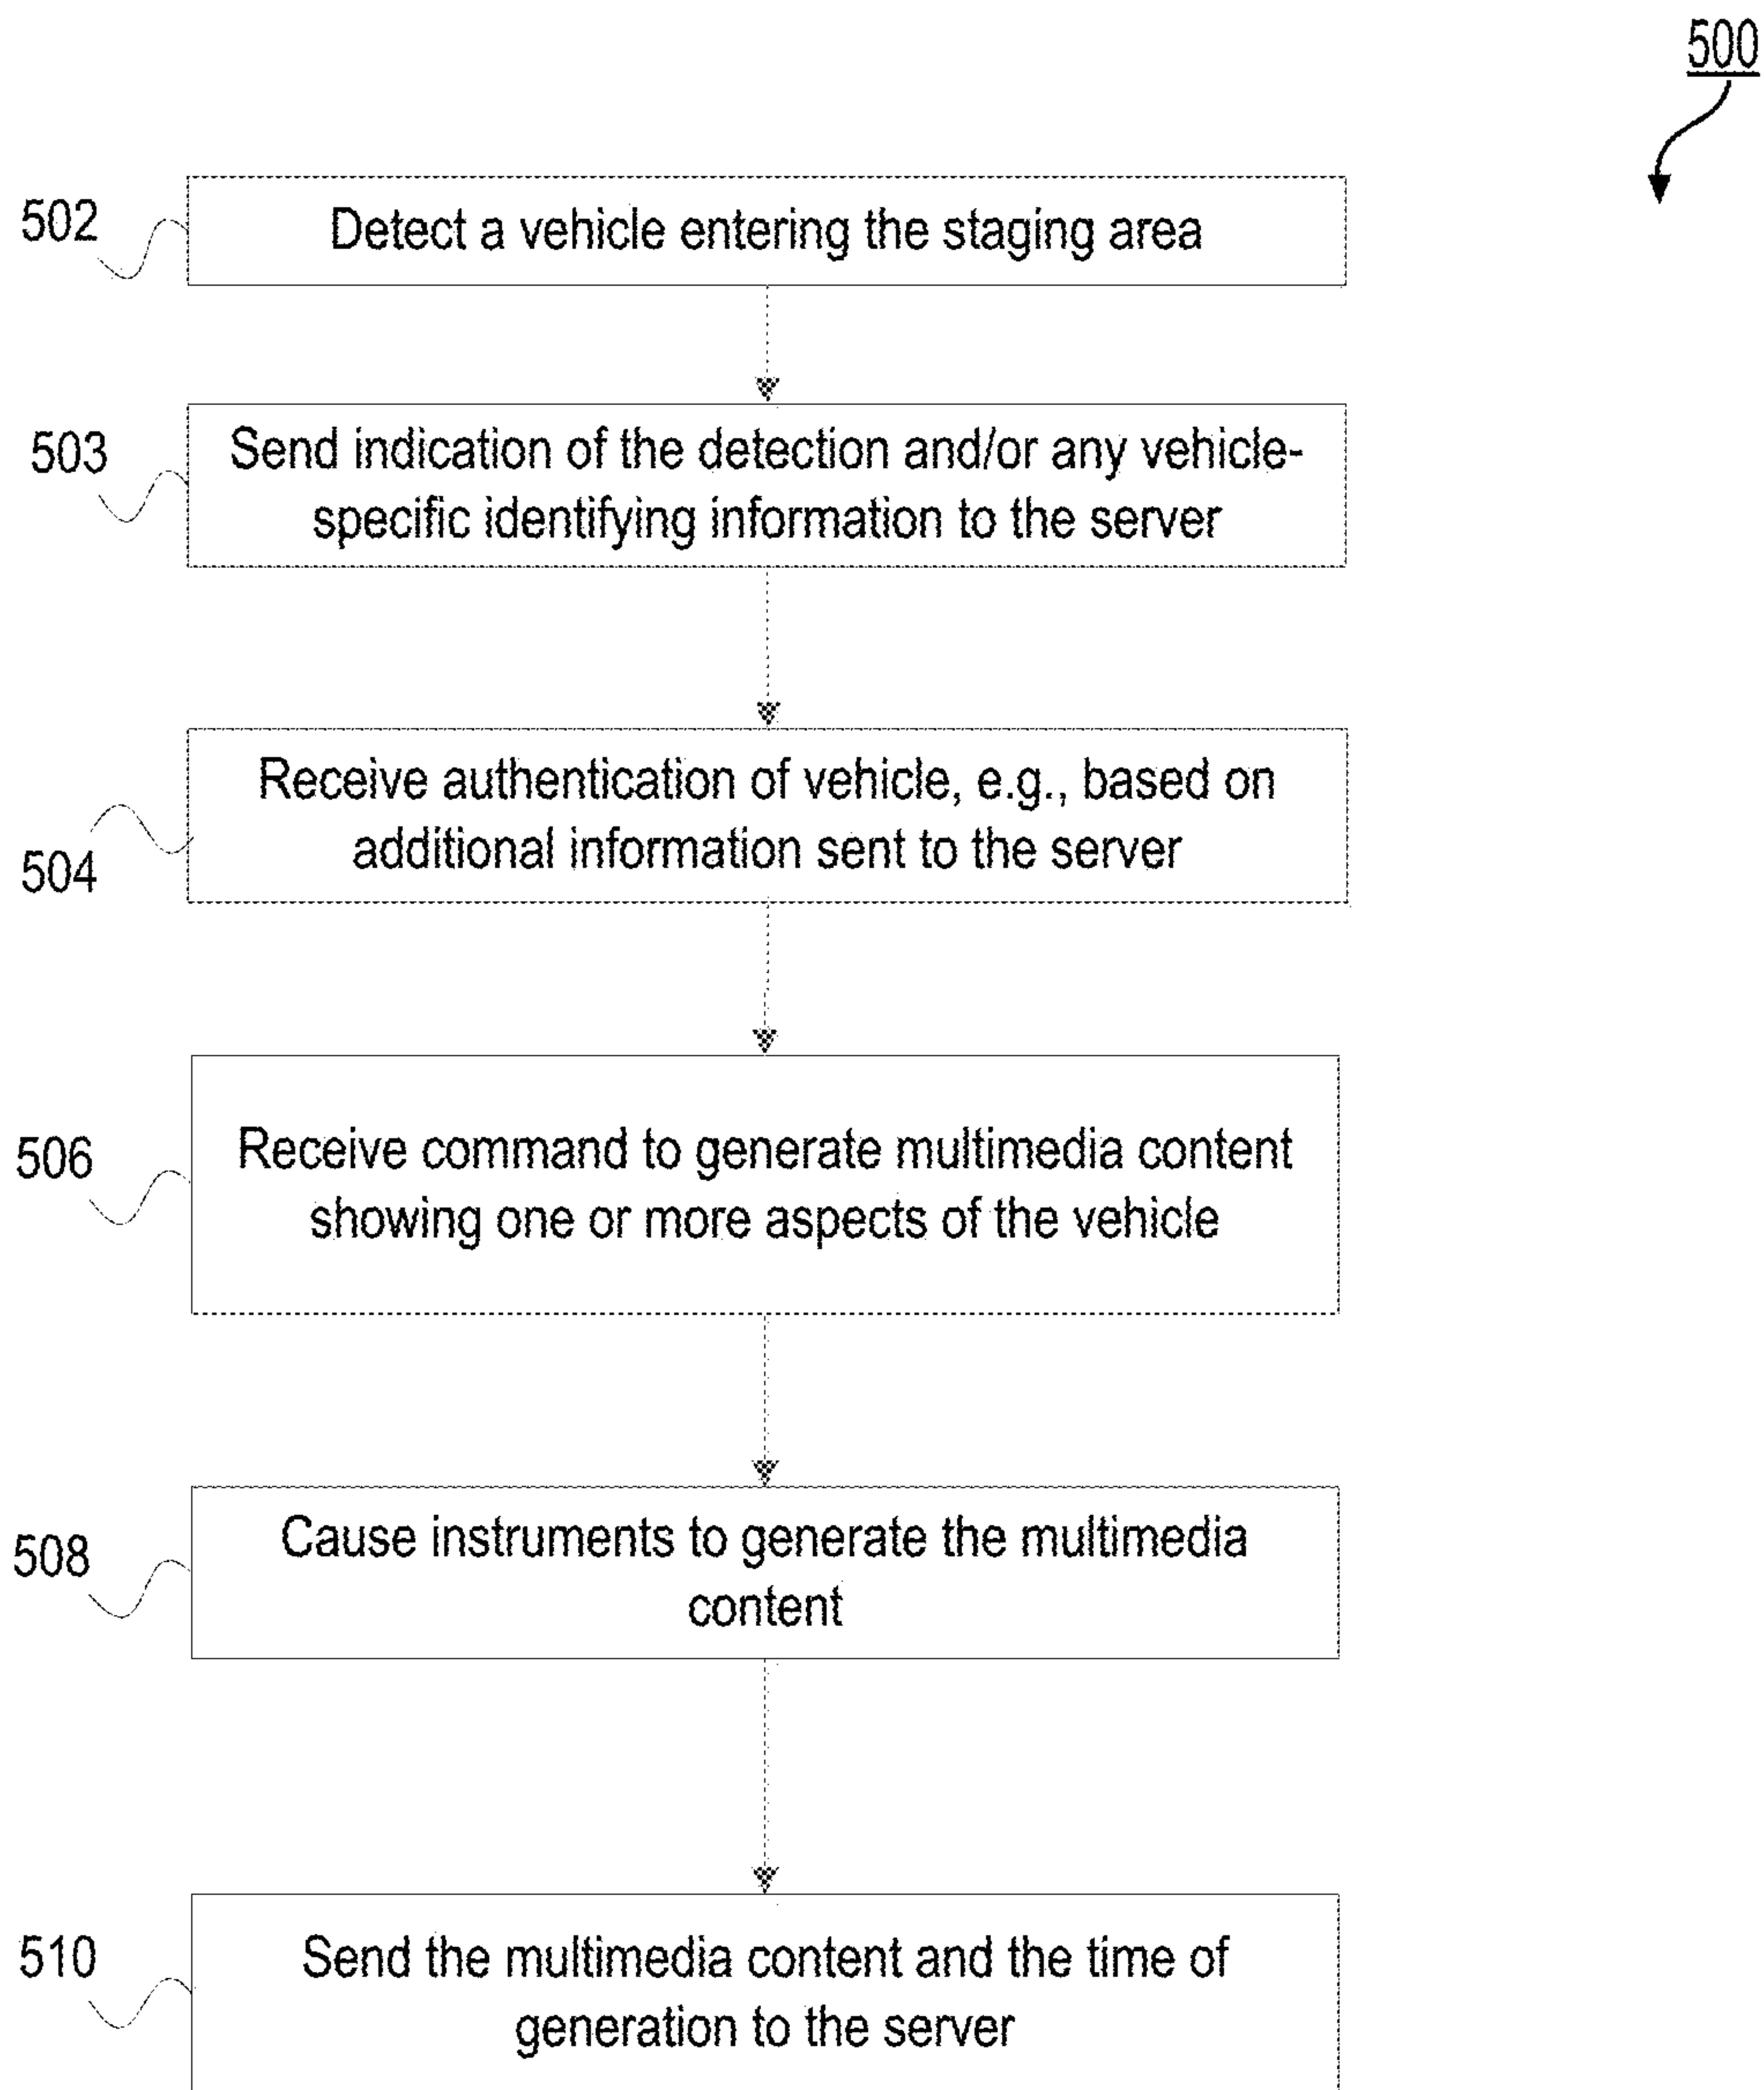 500
502
Detect a vehicle entering the staging area
503
Send indication of the detection and/or any vehicle-
specific identifying information to the server
Receive authentication of vehicle, e.g., based on
additional information sent to the server
504
506
Receive command to generate multimedia content
showing one or more aspects of the vehicle
508
Cause instruments to generate the multimedia
content
510
Send the multimedia content and the time of
generation to the server